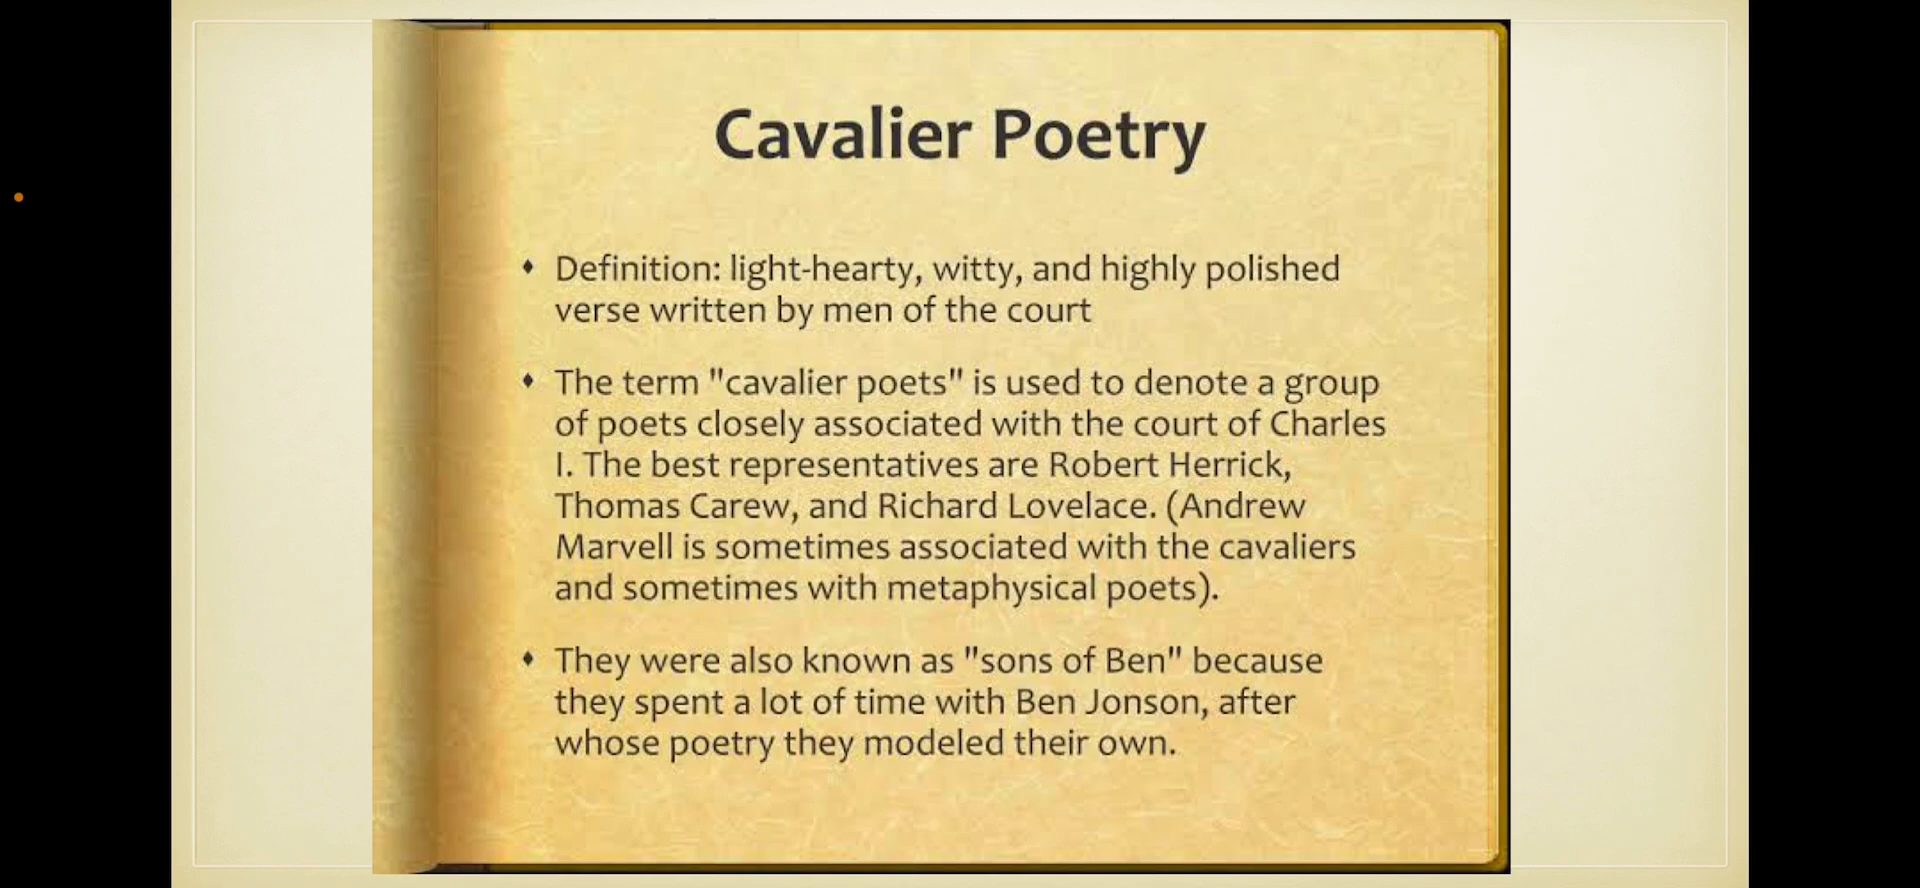 Cavalier Poetry
♦ Definition: light-hearty, witty, and highly polished
verse written by men of the court
♦ The term "cavalier poets" is used to denote a group
of poets closely associated with the court of Charles
I. The best representatives are Robert Herrick,
Thomas Carew, and Richard Lovelace. (Andrew
Marvell is sometimes associated with the cavaliers
and sometimes with metaphysical poets).
♦ They were also known as "sons of Ben" because
they spent a lot of time with Ben Jonson, after
whose poetry they modeled their own.